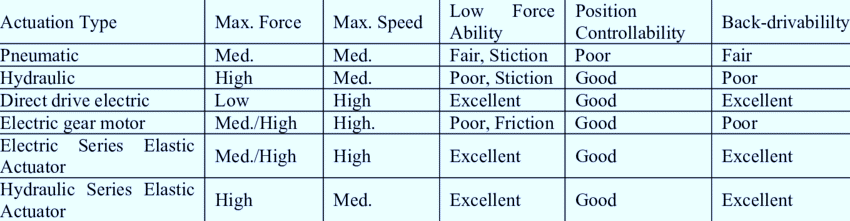 Actuation Type Max. Force Max. Speed Low Force Ability Position Controllability Back-drivabililty
Pneumatic Med. Med. Fair, Stiction Poor Fair
Hydraulic High Med. Poor, Stiction Good Poor
Direct drive electric Low High Excellent Good Excellent
Electric gear motor Med./High High. Poor, Friction Good Poor
Electric Series Elastic Actuator Med./High High Excellent Good Excellent
Hydraulic Series Elastic Actuator High Med. Excellent Good Excellent